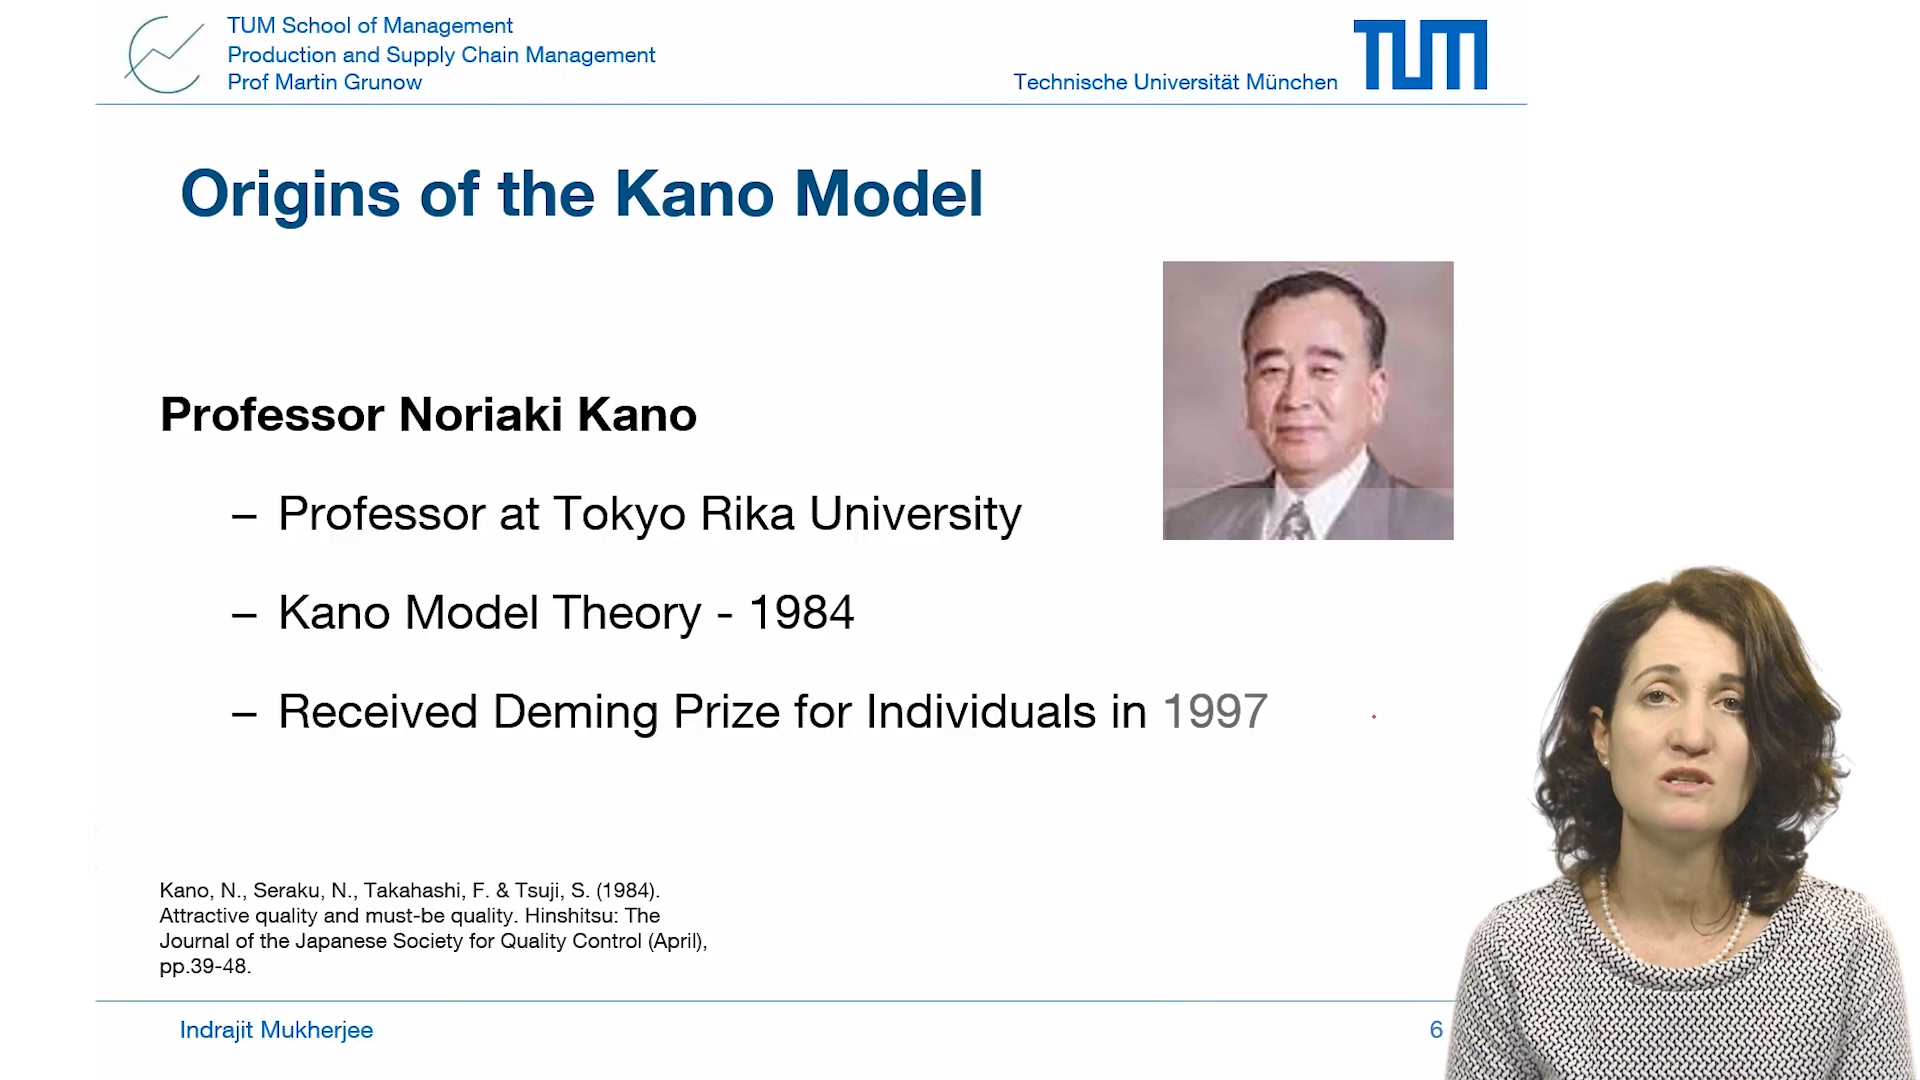 TUM School of Management
Production and Supply Chain Management
Prof Martin Grunow
Technische Universität München
TUM
Origins of the Kano Model
Professor Noriaki Kano
– Professor at Tokyo Rika University
– Kano Model Theory - 1984
– Received Deming Prize for Individuals in 1997
Kano, N., Seraku, N., Takahashi, F. & Tsuji, S. (1984).
Attractive quality and must-be quality. Hinshitsu: The
Journal of the Japanese Society for Quality Control (April),
pp.39-48.
Indrajit Mukherjee
6